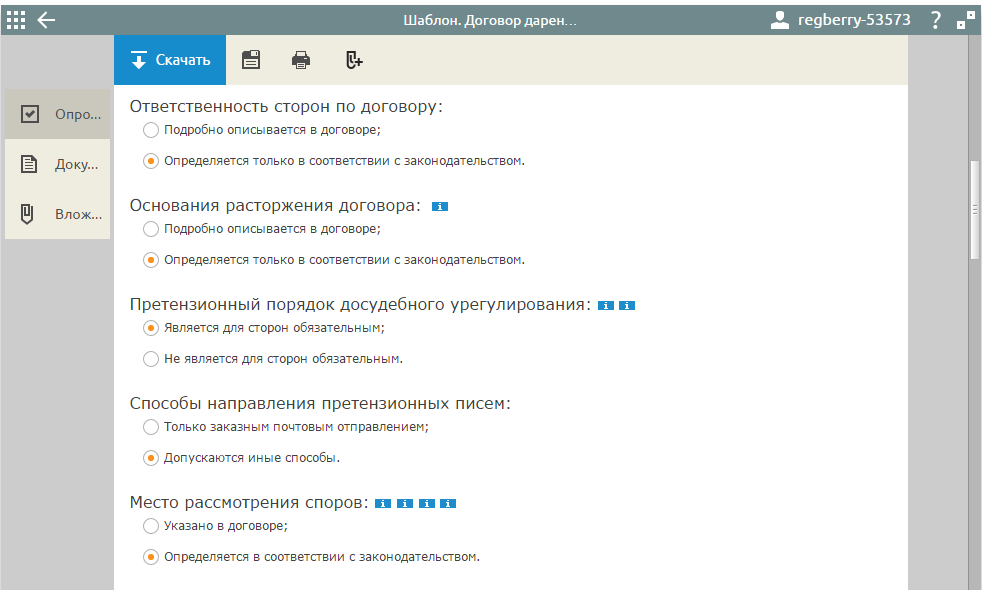 Шаблон. Договор дарен...
regberry-53573 ?
Скачать
Опро...
Доку...
Влож...
Ответственность сторон по договору:
Подробно описывается в договоре;
Определяется только в соответствии с законодательством.
Основания расторжения договора: i
Подробно описывается в договоре;
Определяется только в соответствии с законодательством.
Претензионный порядок досудебного урегулирования: i i
Является для сторон обязательным;
Не является для сторон обязательным.
Способы направления претензионных писем:
Только заказным почтовым отправлением;
Допускаются иные способы.
Место рассмотрения споров: i i i i
Указано в договоре;
Определяется в соответствии с законодательством.